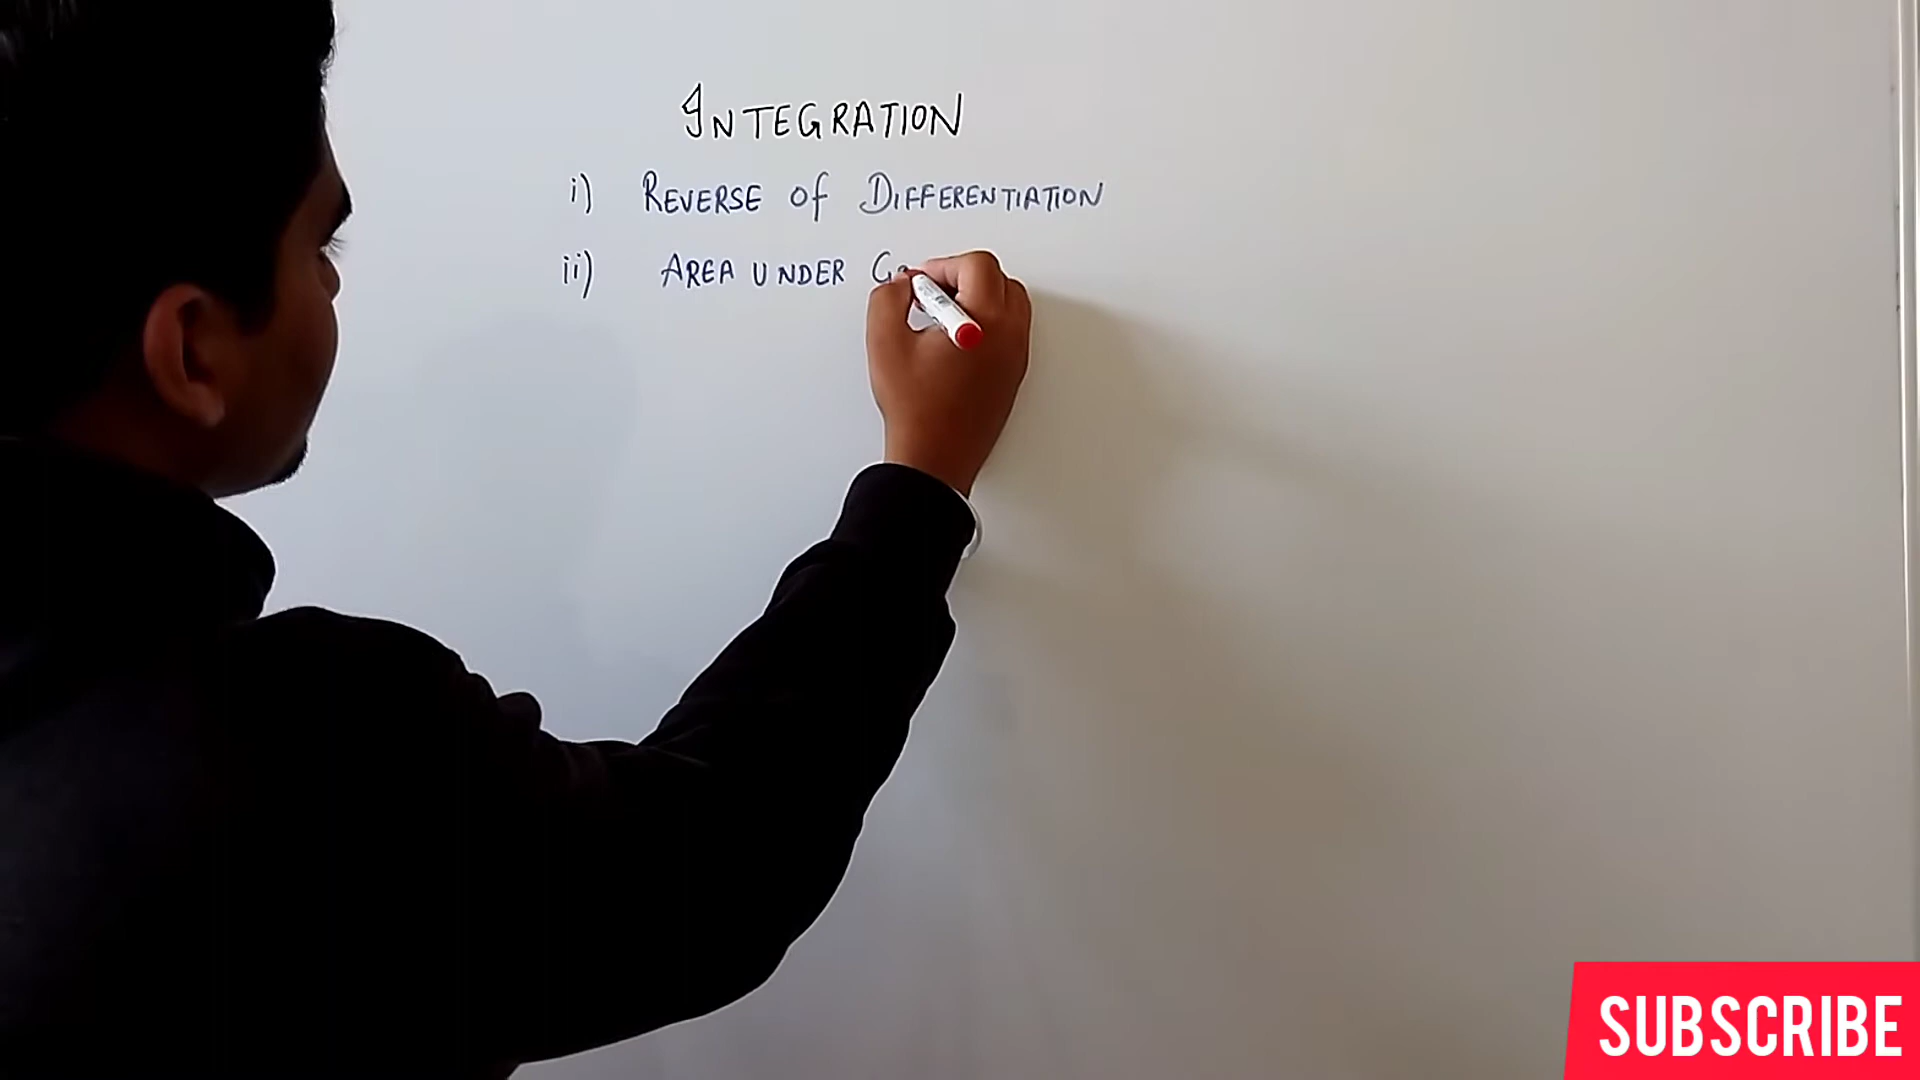 INTEGRATION
i) REVERSE OF DIFFERENTIATION
ii) AREA UNDER
SUBSCRIBE